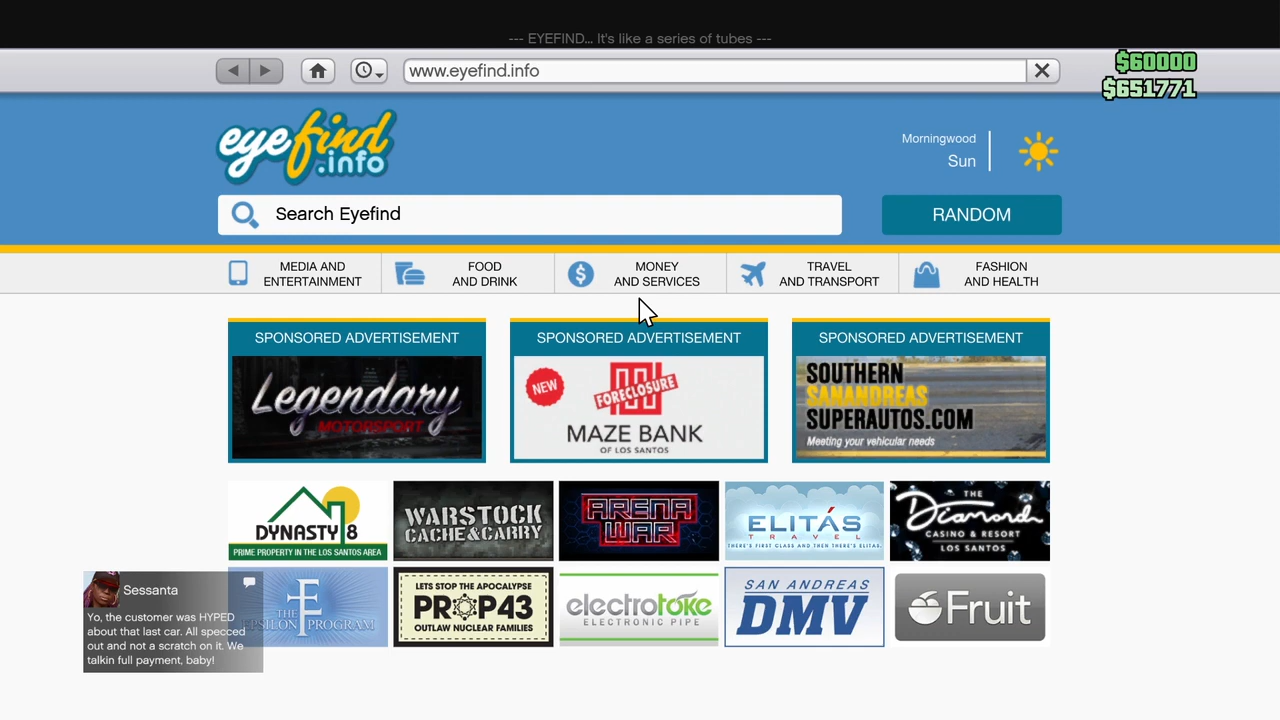 --- EYEFIND... It's like a series of tubes ---
www.eyefind.info
$60000
$651771
eyefind
.info
Morningwood
Sun
Search Eyefind
RANDOM
MEDIA AND
ENTERTAINMENT
FOOD
AND DRINK
MONEY
AND SERVICES
TRAVEL
AND TRANSPORT
FASHION
AND HEALTH
SPONSORED ADVERTISEMENT
Legendary
MOTORSPORT
SPONSORED ADVERTISEMENT
NEW
FORECLOSURE
MAZE BANK
OF LOS SANTOS
SPONSORED ADVERTISEMENT
SOUTHERN
SANANDREAS
SUPERAUTOS.COM
Meeting your vehicular needs
DYNASTY 8
PRIME PROPERTY IN THE LOS SANTOS AREA
WARSTOCK
CACHE&CARRY
ARENA
WAR
ELITÁS
TRAVEL
THERE'S FIRST CLASS AND THEN THERE'S ELITAS.
THE
Diamond
CASINO & RESORT
LOS SANTOS
THE
EPSILON PROGRAM
LETS STOP THE APOCALYPSE
PROP43
OUTLAW NUCLEAR FAMILIES
electrotoke
ELECTRONIC PIPE
SAN ANDREAS
DMV
Fruit
Sessanta
Yo, the customer was HYPED
about that last car. All specced
out and not a scratch on it. We
talkin full payment, baby!